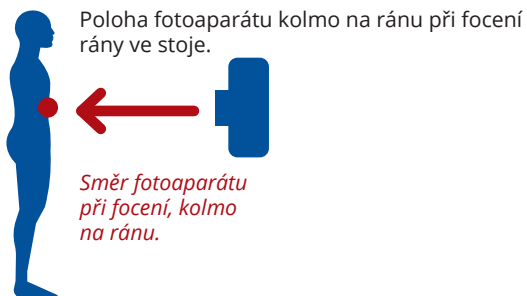 Poloha fotoaparátu kolmo na ránu při focení
rány ve stoje.
Směr fotoaparátu
při focení, kolmo
na ránu.